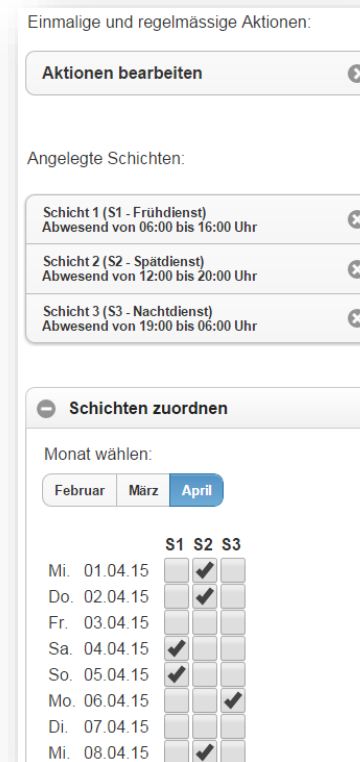 Einmalige und regelmässige Aktionen:
Aktionen bearbeiten
Angelegte Schichten:
Schicht 1 (S1 - Frühdienst)
Abwesend von 06:00 bis 16:00 Uhr
Schicht 2 (S2 - Spätdienst)
Abwesend von 12:00 bis 20:00 Uhr
Schicht 3 (S3 - Nachtdienst)
Abwesend von 19:00 bis 06:00 Uhr
Schichten zuordnen
Monat wählen:
Februar März April
S1 S2 S3
Mi. 01.04.15
Do. 02.04.15
Fr. 03.04.15
Sa. 04.04.15
So. 05.04.15
Mo. 06.04.15
Di. 07.04.15
Mi. 08.04.15